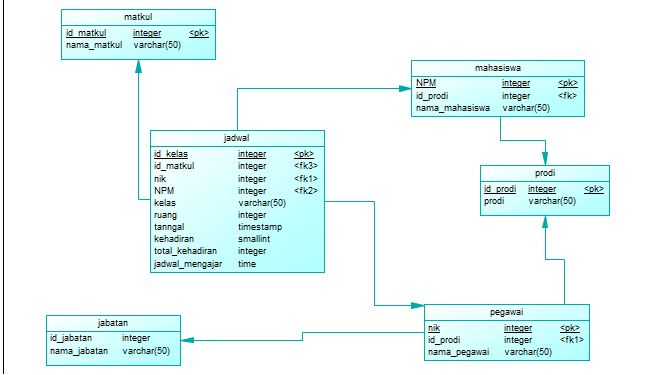 matkul
id_matkul integer <pk>
nama_matkul varchar(50)
mahasiswa
NPM integer <pk>
id_prodi integer <fk>
nama_mahasiswa varchar(50)
jadwal
id_kelas integer <pk>
id_matkul integer <fk3>
nik integer <fk1>
NPM integer <fk2>
kelas varchar(50)
ruang integer
tanngal timestamp
kehadiran smallint
total_kehadiran integer
jadwal_mengajar time
prodi
id_prodi integer <pk>
prodi varchar(50)
jabatan
id_jabatan integer
nama_jabatan varchar(50)
pegawai
nik integer <pk>
id_prodi integer <fk1>
nama_pegawai varchar(50)